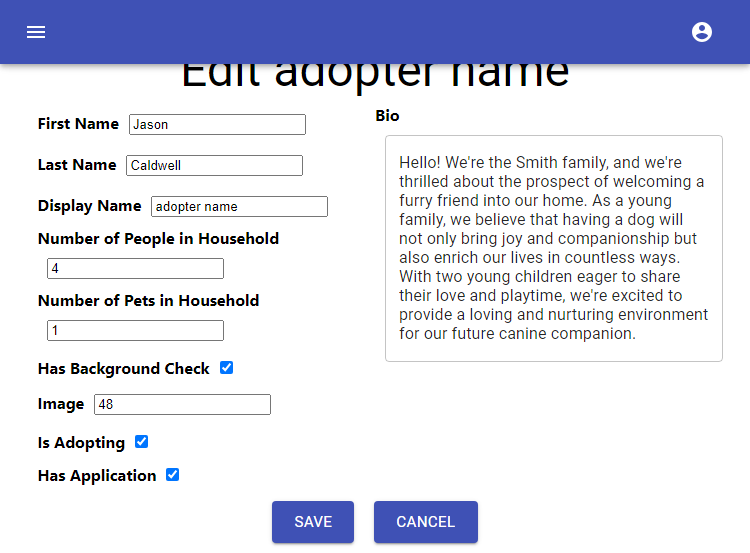 Edit adopter name
First Name Jason
Last Name Caldwell
Display Name adopter name
Number of People in Household
4
Number of Pets in Household
1
Has Background Check
Image 48
Is Adopting
Has Application
Bio
Hello! We're the Smith family, and we're
thrilled about the prospect of welcoming a
furry friend into our home. As a young
family, we believe that having a dog will
not only bring joy and companionship but
also enrich our lives in countless ways.
With two young children eager to share
their love and playtime, we're excited to
provide a loving and nurturing environment
for our future canine companion.
SAVE CANCEL